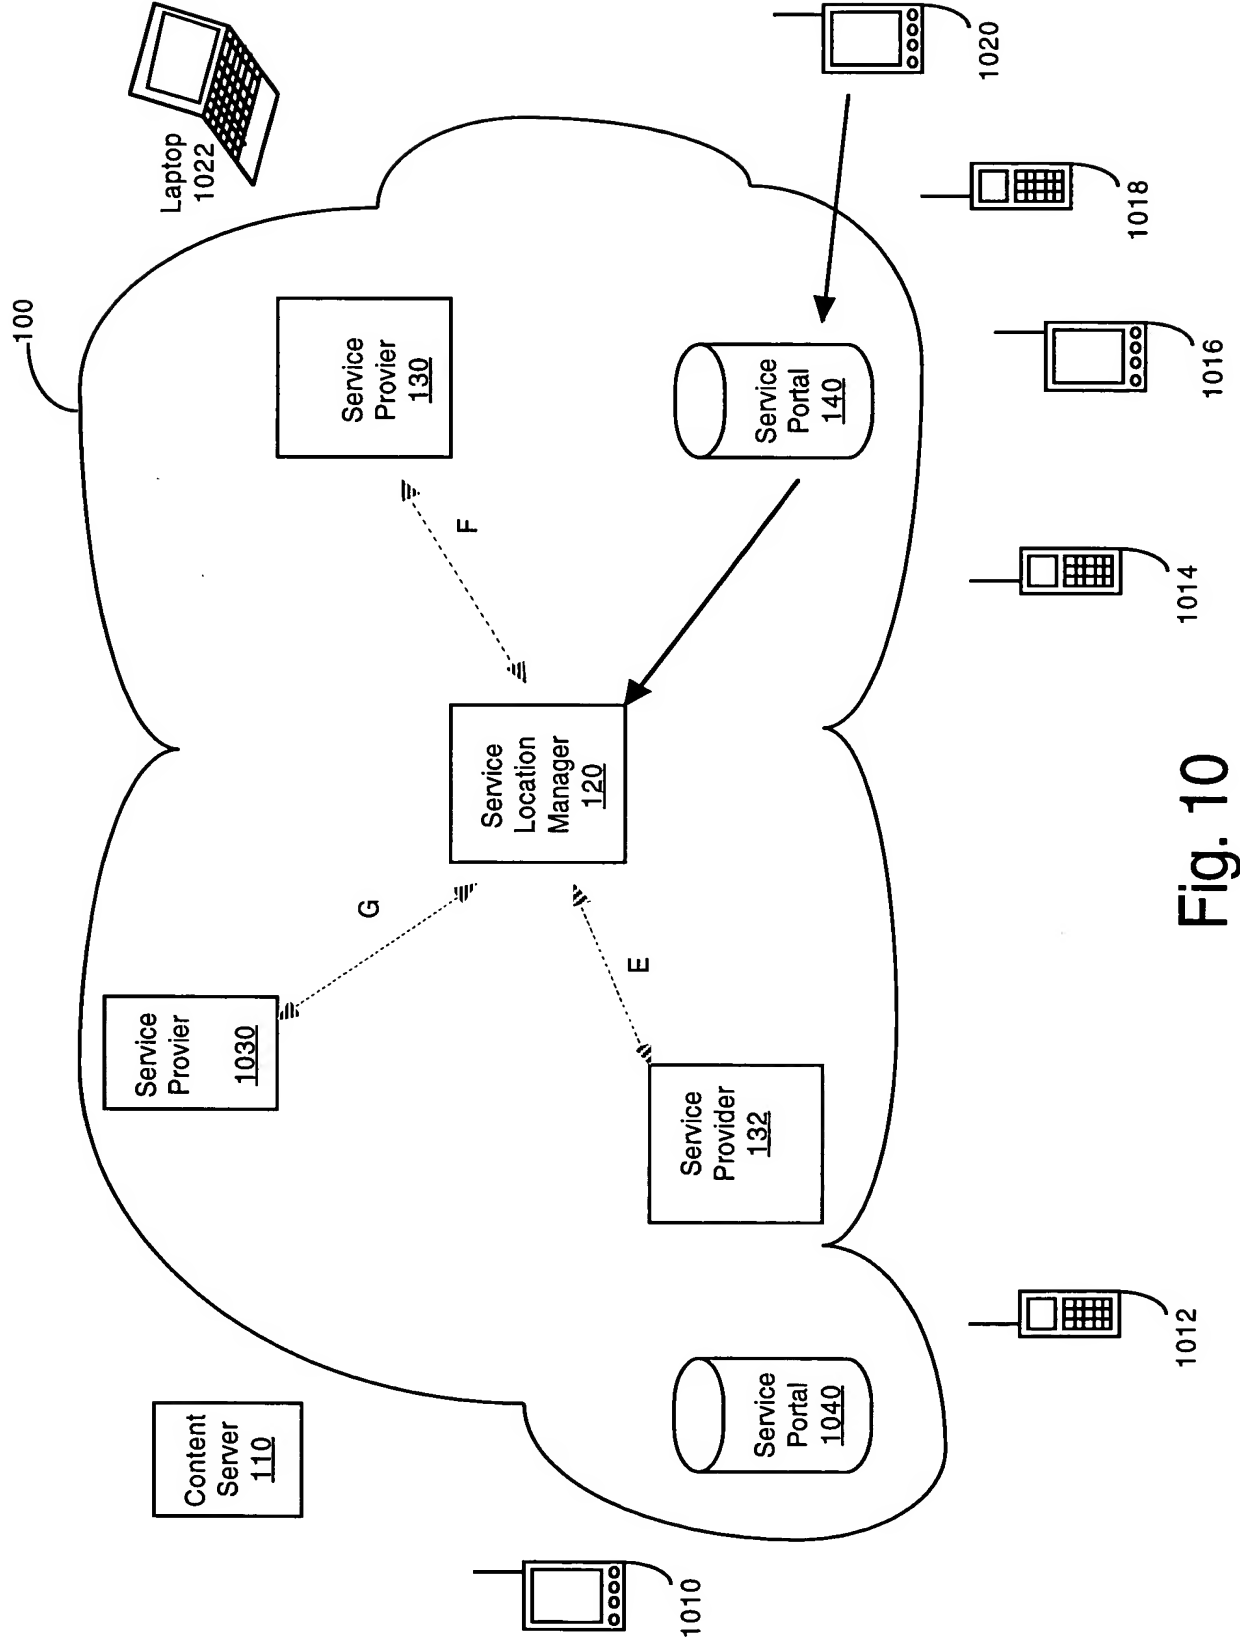 Content
Server
110
1010
Service
Provier
1030
G
Service
Portal
1040
Service
Provider
132
E
1012
Service
Location
Manager
120
F
100
Service
Provier
130
Service
Portal
140
Laptop
1022
1014
1016
1018
1020
Fig. 10